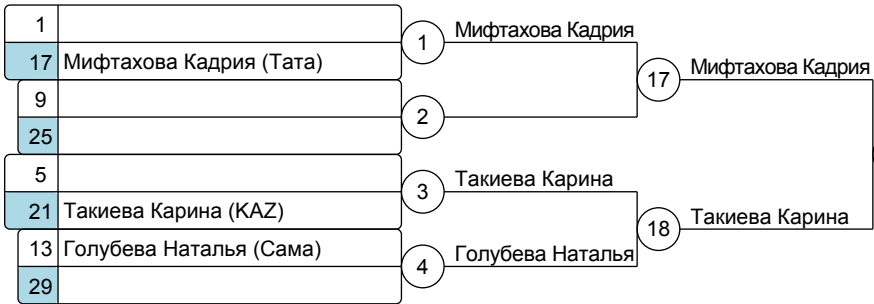 1
17 Мифтахова Кадрия (Тата)
9
25
5
21 Такиева Карина (KAZ)
13 Голубева Наталья (Сама)
29
1 Мифтахова Кадрия
2
3 Такиева Карина
4 Голубева Наталья
17 Мифтахова Кадрия
18 Такиева Карина